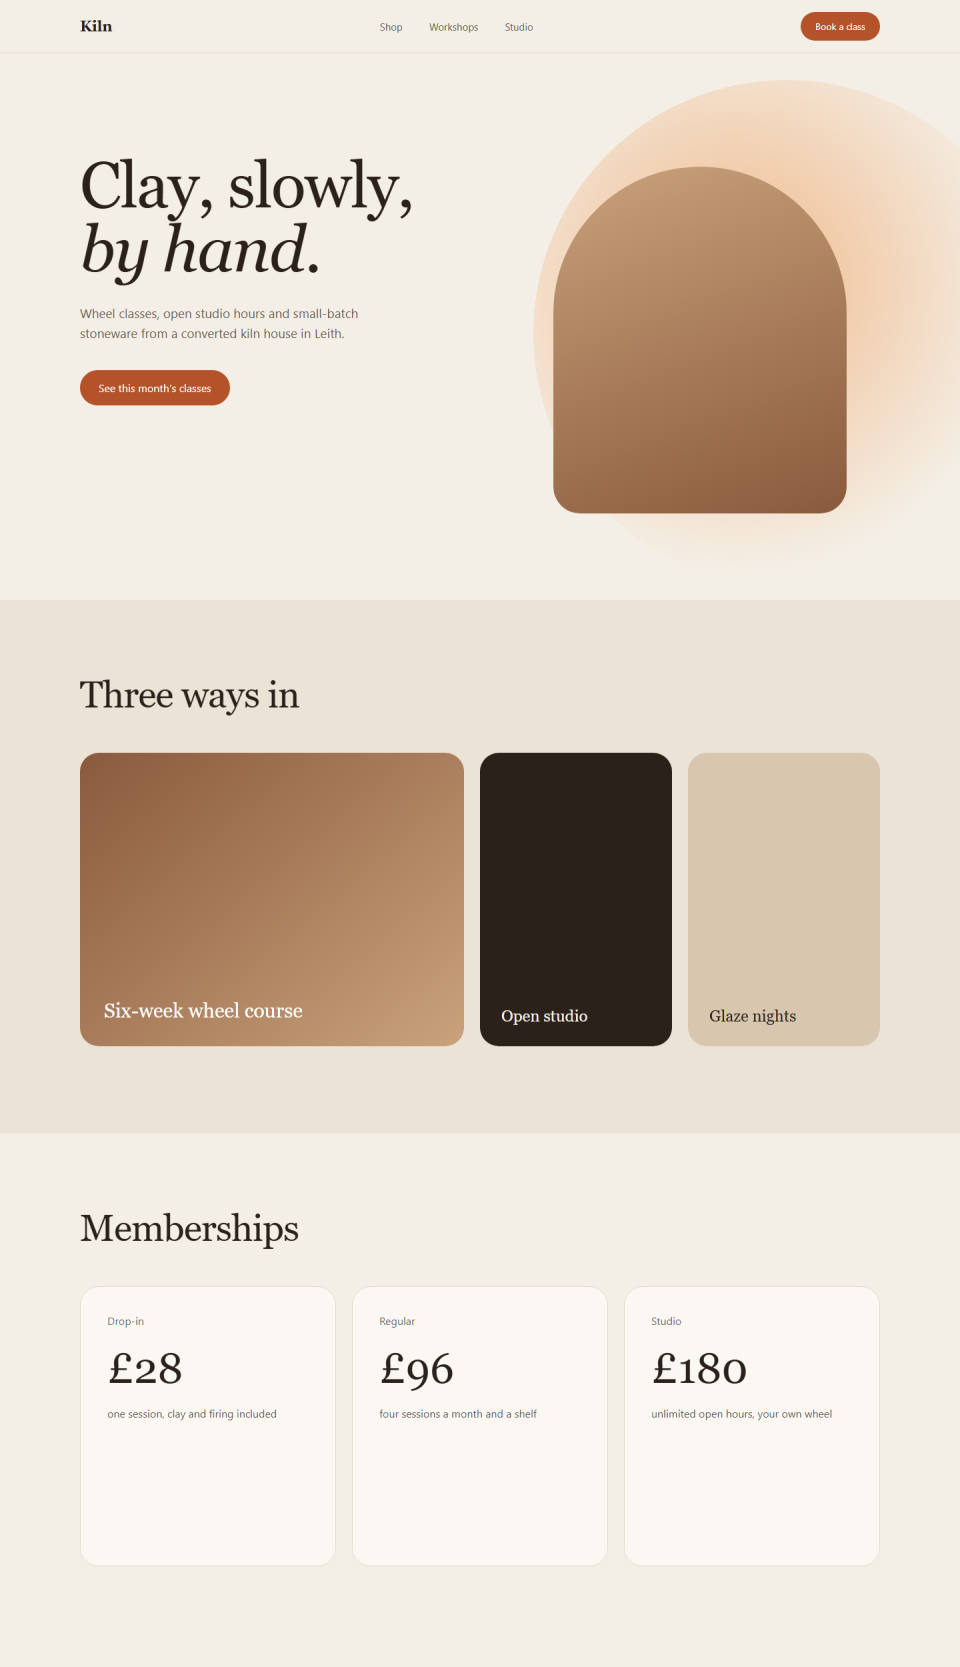 Kiln
Shop
Workshops
Studio
Book a class
Clay, slowly,
by hand.
Wheel classes, open studio hours and small-batch
stoneware from a converted kiln house in Leith.
See this month's classes
Three ways in
Six-week wheel course
Open studio
Glaze nights
Memberships
Drop-in
£28
one session, clay and firing included
Regular
£96
four sessions a month and a shelf
Studio
£180
unlimited open hours, your own wheel